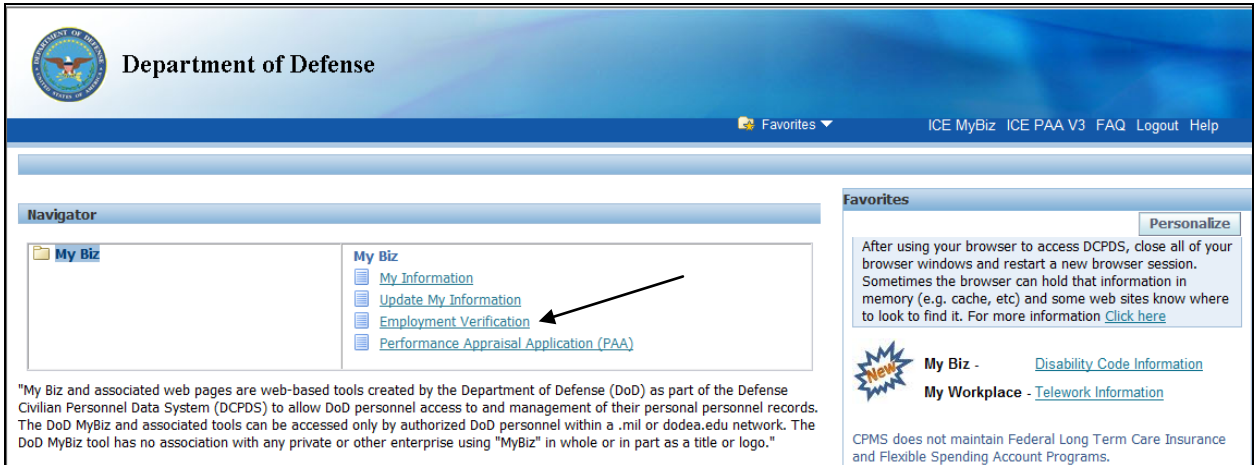 Department of Defense
Favorites
ICE MyBiz ICE PAA V3 FAQ Logout Help
Navigator
My Biz
My Biz
My Information
Update My Information
Employment Verification
Performance Appraisal Application (PAA)
"My Biz and associated web pages are web-based tools created by the Department of Defense (DoD) as part of the Defense
Civilian Personnel Data System (DCPDS) to allow DoD personnel access to and management of their personal personnel records.
The DoD MyBiz and associated tools can be accessed only by authorized DoD personnel within a .mil or dodea.edu network. The
DoD MyBiz tool has no association with any private or other enterprise using "MyBiz" in whole or in part as a title or logo."
Favorites
Personalize
After using your browser to access DCPDS, close all of your
browser windows and restart a new browser session.
Sometimes the browser can hold that information in
memory (e.g. cache, etc) and some web sites know where
to look to find it. For more information Click here
New
My Biz - Disability Code Information
My Workplace - Telework Information
CPMS does not maintain Federal Long Term Care Insurance
and Flexible Spending Account Programs.
DEPARTMENT OF DEFENSE
UNITED STATES OF AMERICA